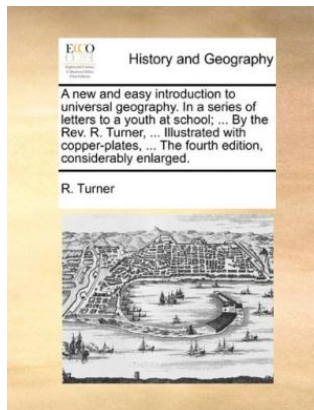 ECCO
History and Geography
A new and easy introduction to
universal geography. In a series of
letters to a youth at school; ... By the
Rev. R. Turner, ... Illustrated with
copper-plates, ... The fourth edition,
considerably enlarged.
R. Turner